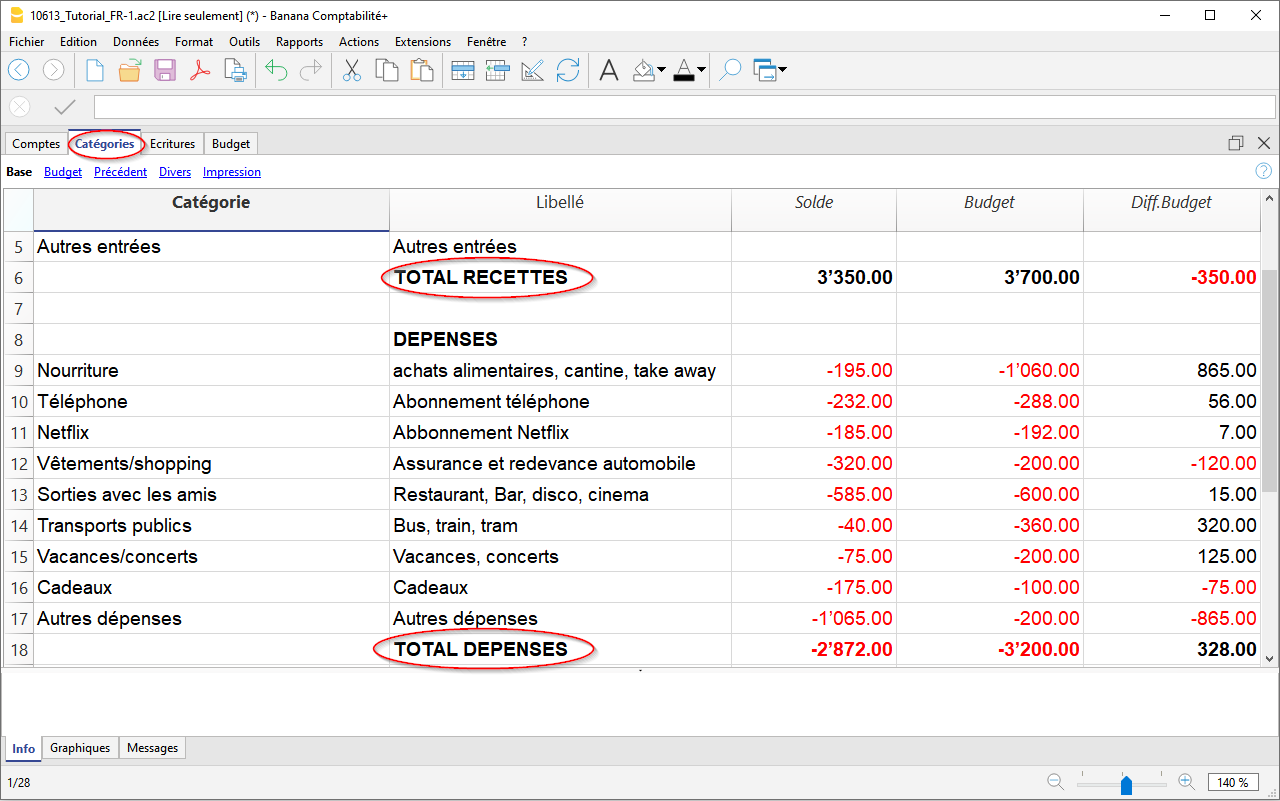 10613_Tutorial_FR-1.ac2 [Lire seulement] (*) - Banana Comptabilité+
Fichier Edition Données Format Outils Rapports Actions Extensions Fenêtre ?
Comptes Catégories Ecritures Budget
Base Budget Précédent Divers Impression
Catégorie Libellé Solde Budget Diff.Budget
5 Autres entrées Autres entrées
6 TOTAL RECETTES 3’350.00 3’700.00 -350.00
7
8 DEPENSES
9 Nourriture achats alimentaires, cantine, take away -195.00 -1’060.00 865.00
10 Téléphone Abonnement téléphone -232.00 -288.00 56.00
11 Netflix Abbonnement Netflix -185.00 -192.00 7.00
12 Vêtements/shopping Assurance et redevance automobile -320.00 -200.00 -120.00
13 Sorties avec les amis Restaurant, Bar, disco, cinema -585.00 -600.00 15.00
14 Transports publics Bus, train, tram -40.00 -360.00 320.00
15 Vacances/concerts Vacances, concerts -75.00 -200.00 125.00
16 Cadeaux Cadeaux -175.00 -100.00 -75.00
17 Autres dépenses Autres dépenses -1’065.00 -200.00 -865.00
18 TOTAL DEPENSES -2’872.00 -3’200.00 328.00
Info Graphiques Messages
1/28 140 %